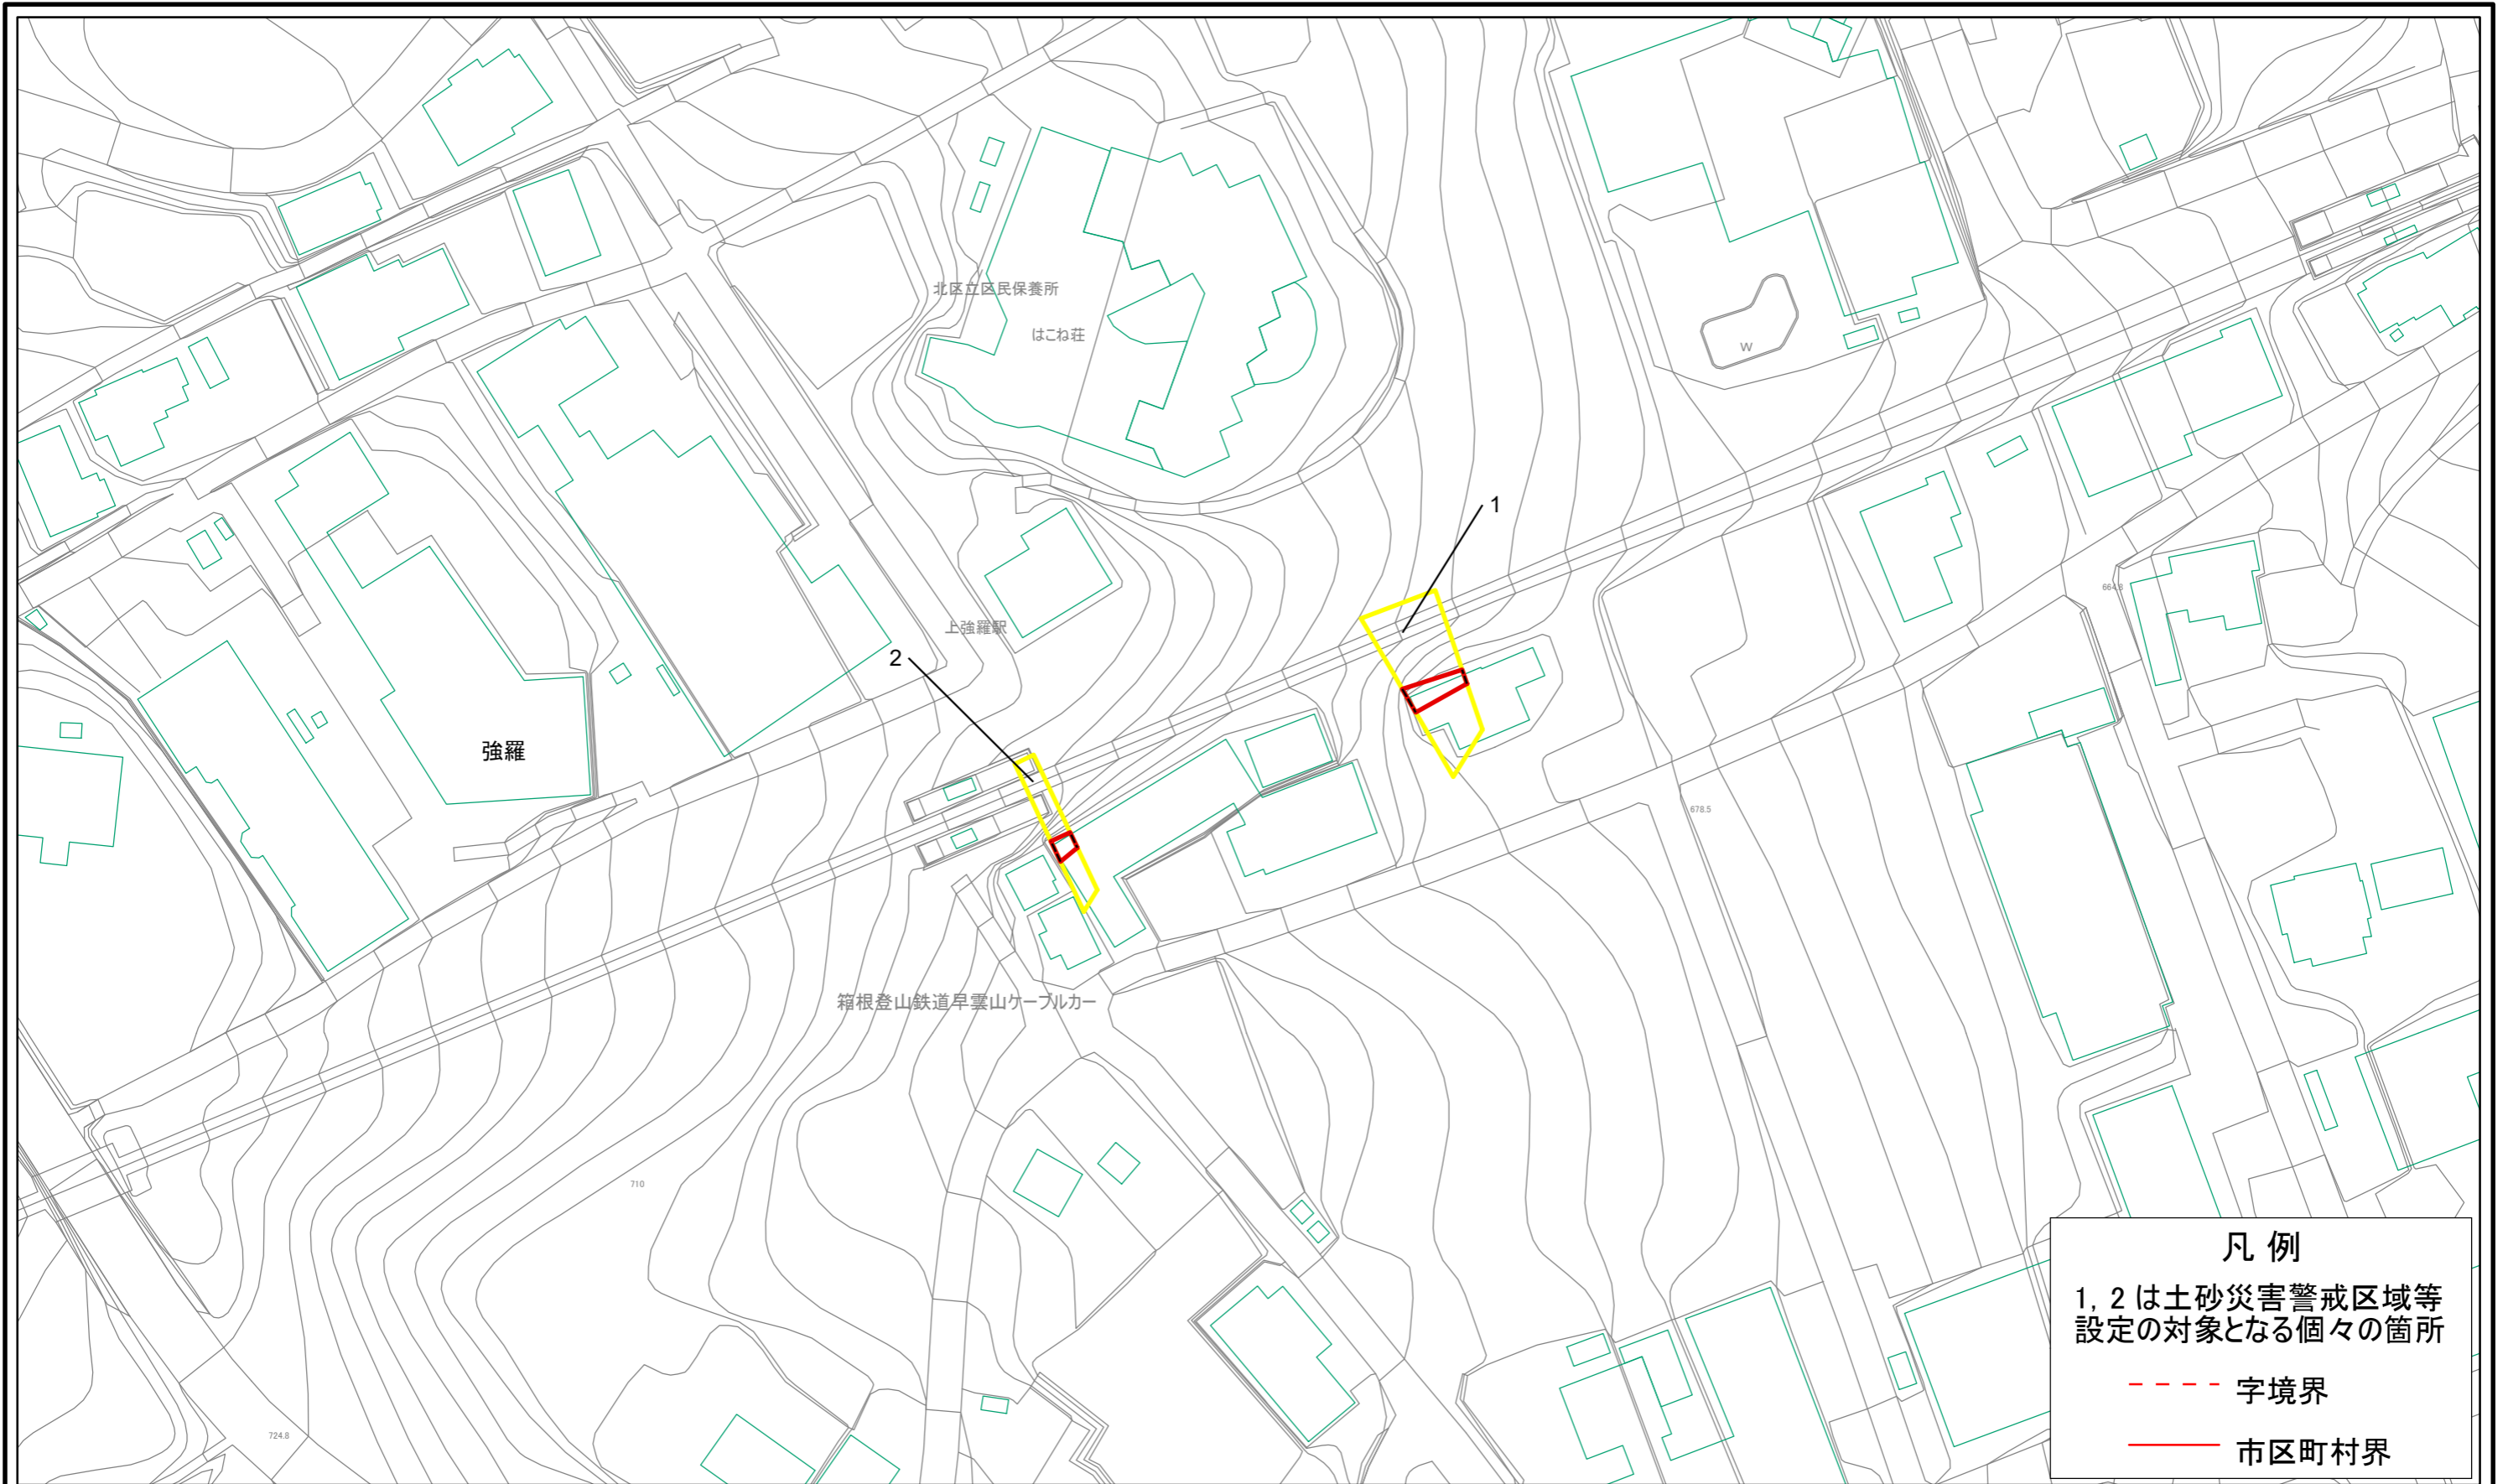 北区立区民保養所
はこね荘
W
1
664.8
上強羅駅
2
強羅
678.5
箱根登山鉄道早雲山ケーブルカー
710
724.8
凡 例
1, 2 は土砂災害警戒区域等
設定の対象となる個々の箇所
字境界
市区町村界